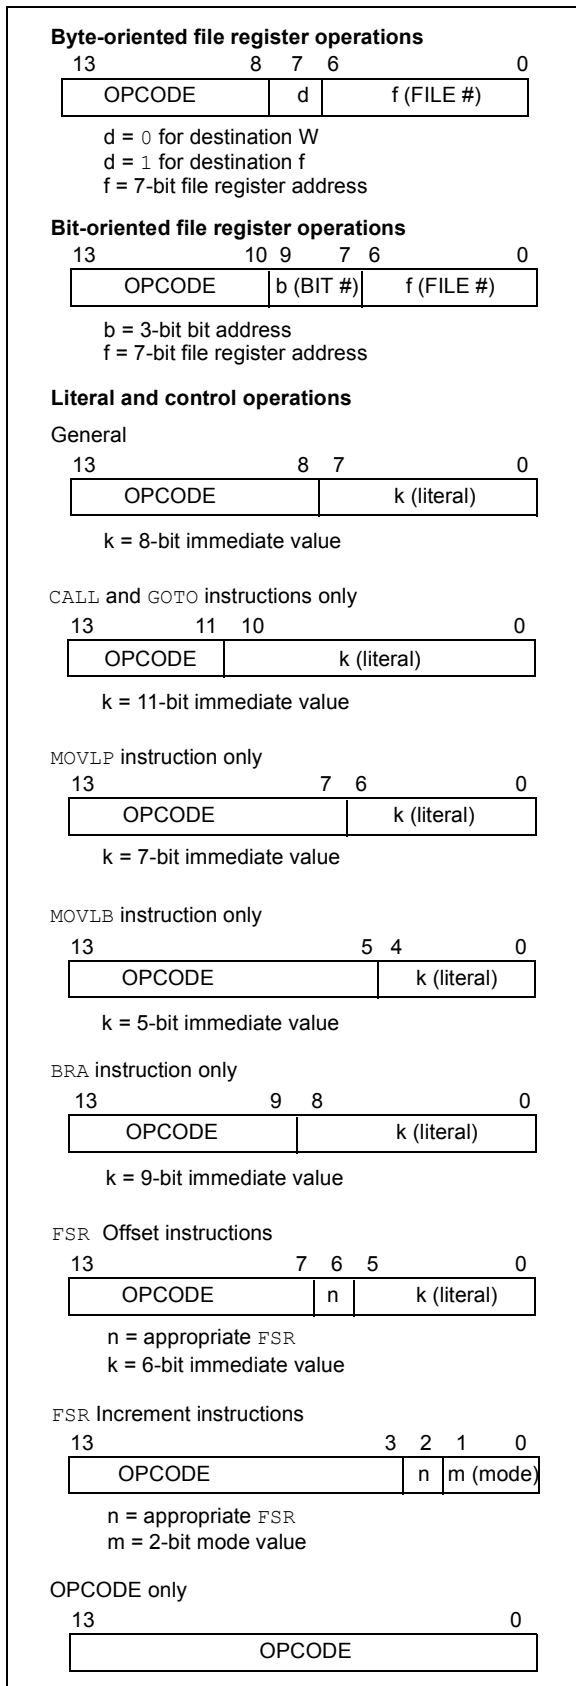 Byte-oriented file register operations
13 8 7 6 0
OPCODE d f (FILE #)
d = 0 for destination W
d = 1 for destination f
f = 7-bit file register address
Bit-oriented file register operations
13 10 9 7 6 0
OPCODE b (BIT #) f (FILE #)
b = 3-bit bit address
f = 7-bit file register address
Literal and control operations
General
13 8 7 0
OPCODE k (literal)
k = 8-bit immediate value
CALL and GOTO instructions only
13 11 10 0
OPCODE k (literal)
k = 11-bit immediate value
MOVLP instruction only
13 7 6 0
OPCODE k (literal)
k = 7-bit immediate value
MOVLB instruction only
13 5 4 0
OPCODE k (literal)
k = 5-bit immediate value
BRA instruction only
13 9 8 0
OPCODE k (literal)
k = 9-bit immediate value
FSR Offset instructions
13 7 6 5 0
OPCODE n k (literal)
n = appropriate FSR
k = 6-bit immediate value
FSR Increment instructions
13 3 2 1 0
OPCODE n m (mode)
n = appropriate FSR
m = 2-bit mode value
OPCODE only
13 0
OPCODE